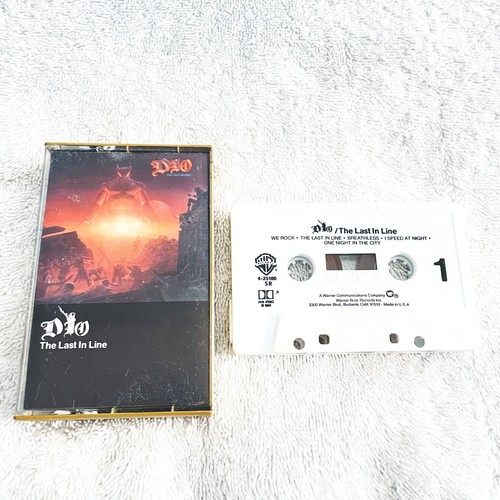 DIO
DIO
The Last In Line
DIO / The Last In Line
WE ROCK • THE LAST IN LINE • BREATHLESS • I SPEED AT NIGHT •
ONE NIGHT IN THE CITY
4-25100
SR
1
A Warner Communications Company
Warner Bros. Records Inc.
3300 Warner Blvd., Burbank, Calif. 91510 • Made in U.S.A.